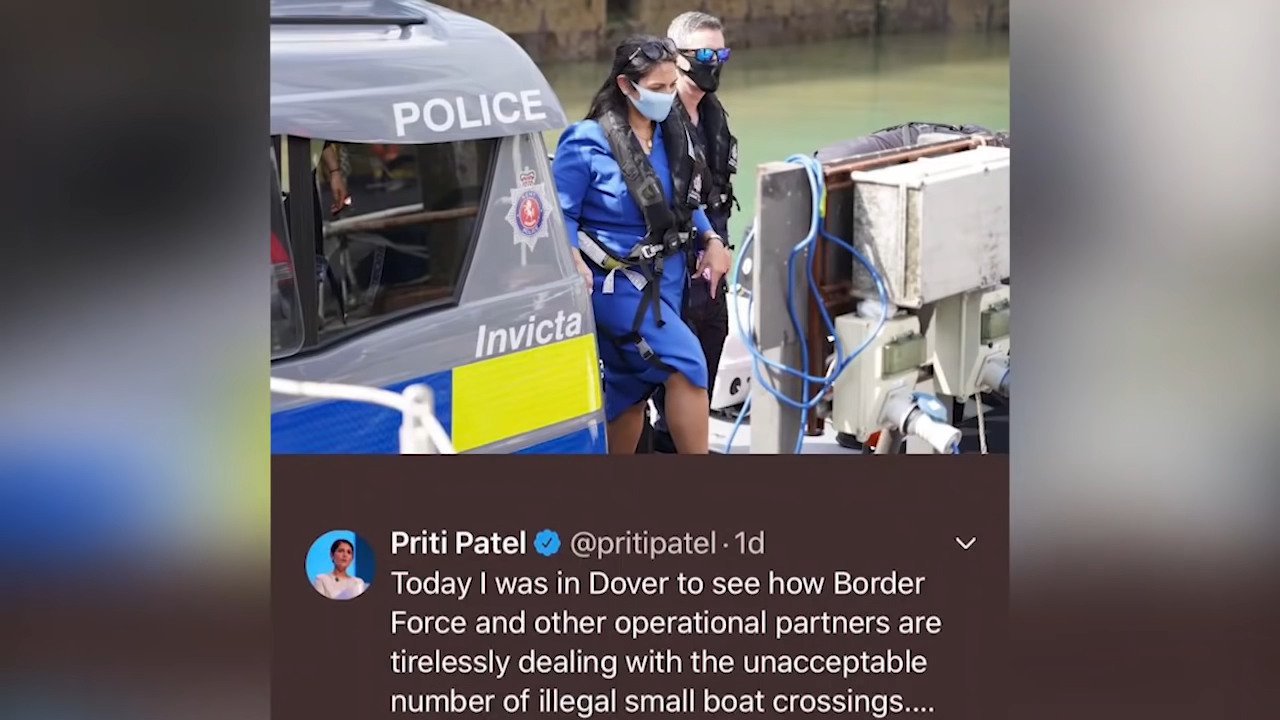 POLICE
Invicta
Priti Patel @pritipatel · 1d
Today I was in Dover to see how Border
Force and other operational partners are
tirelessly dealing with the unacceptable
number of illegal small boat crossings....